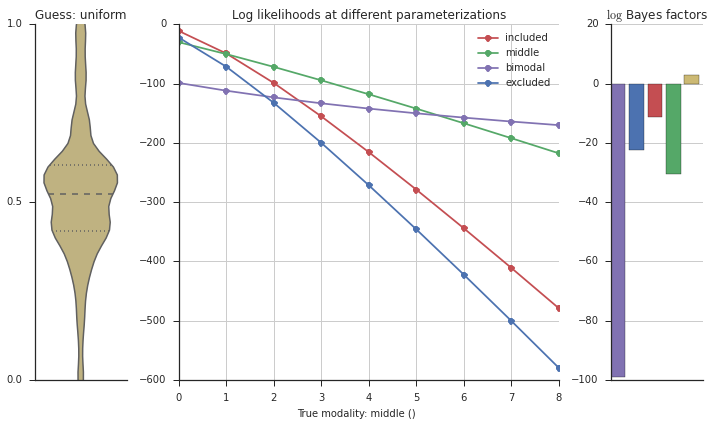 Guess: uniform
1.0
0.5
0.0
Log likelihoods at different parameterizations
0
−100
−200
−300
−400
−500
−600
included
middle
bimodal
excluded
0 1 2 3 4 5 6 7 8
True modality: middle ()
log Bayes factors
20
0
−20
−40
−60
−80
−100